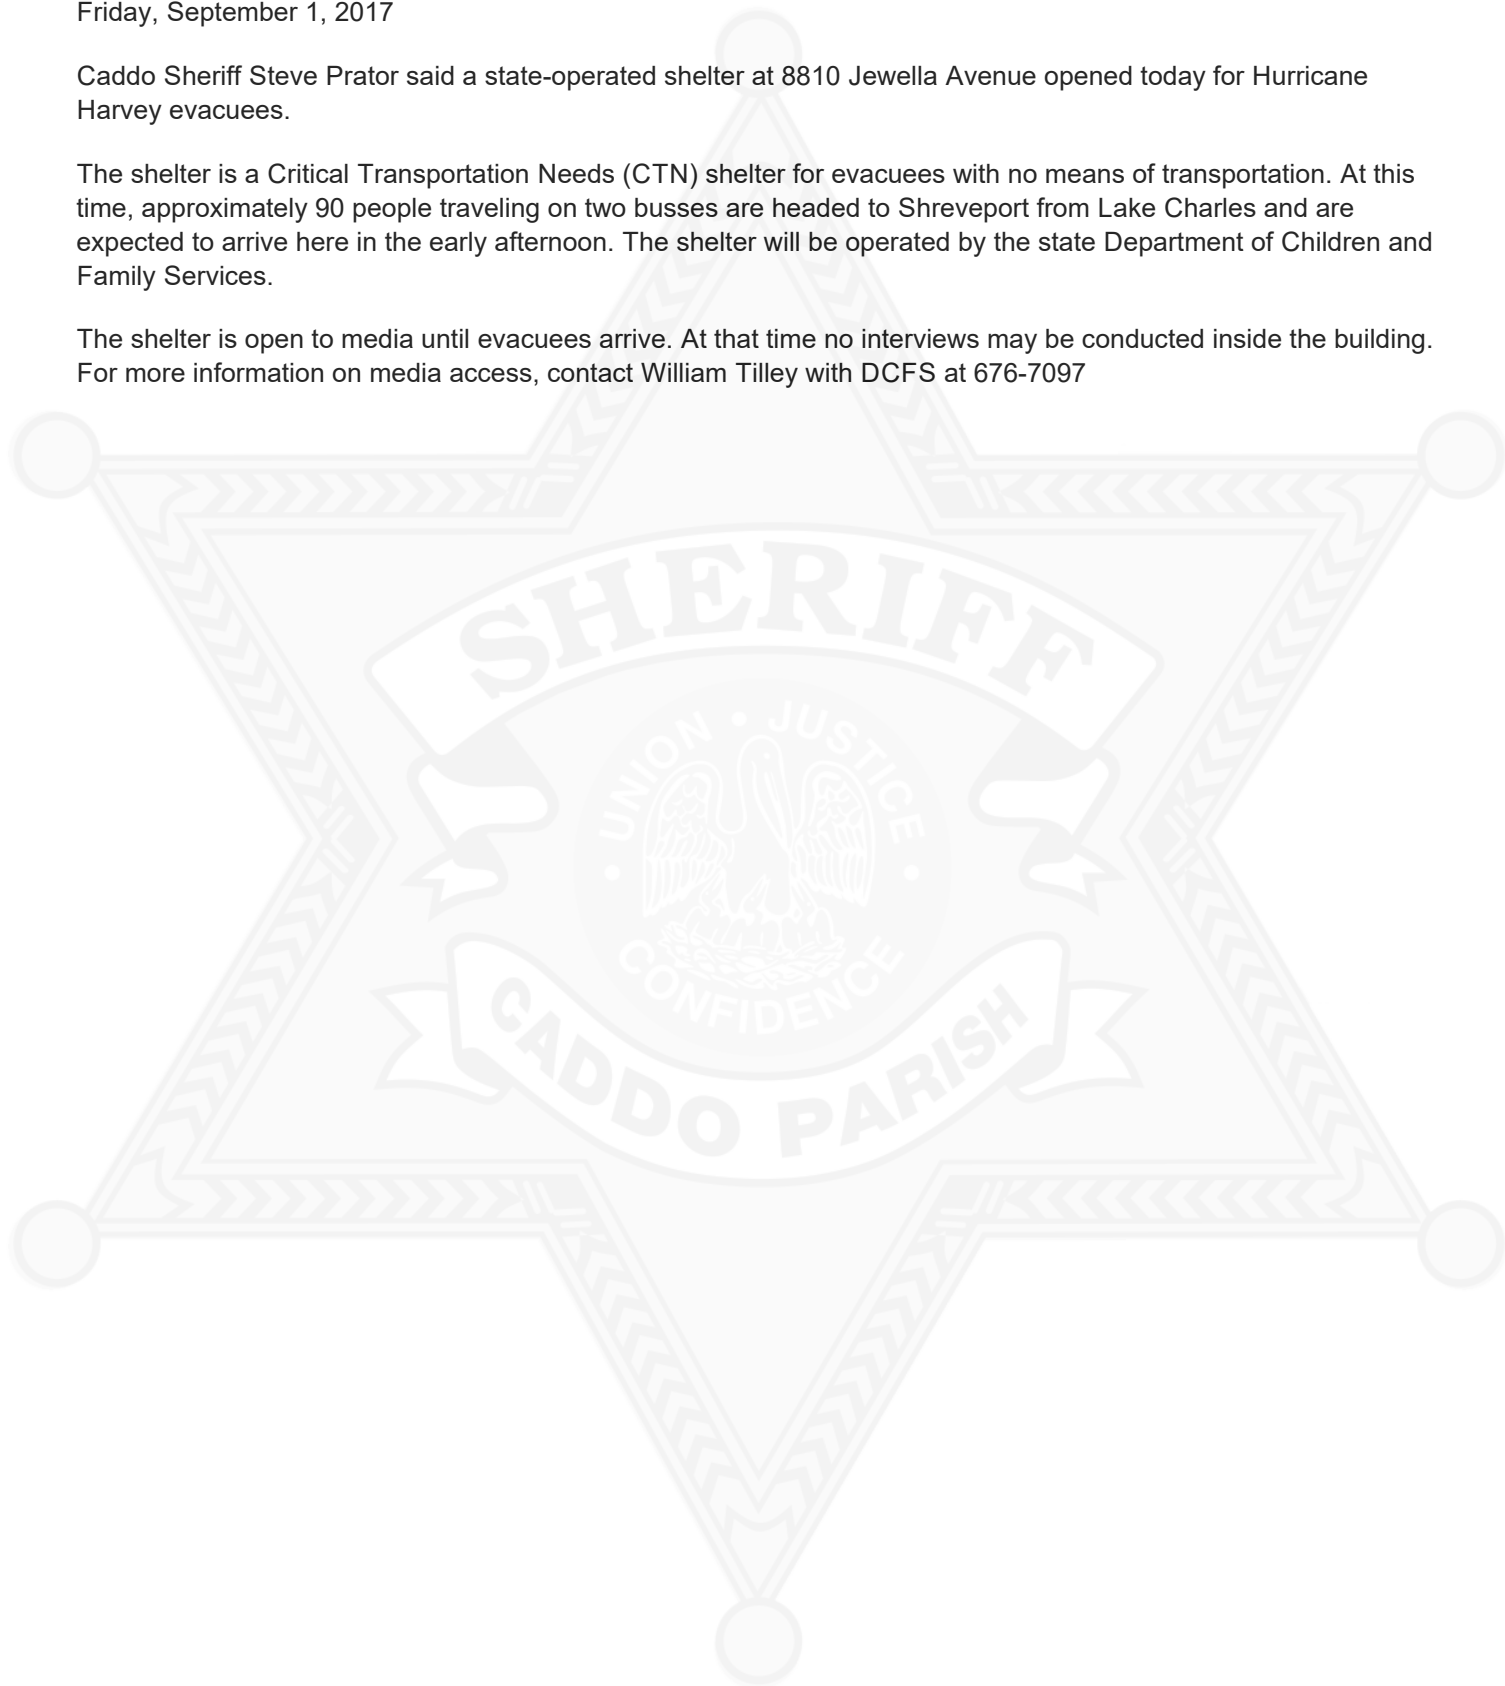 Friday, September 1, 2017
Caddo Sheriff Steve Prator said a state-operated shelter at 8810 Jewella Avenue opened today for Hurricane
Harvey evacuees.
The shelter is a Critical Transportation Needs (CTN) shelter for evacuees with no means of transportation. At this
time, approximately 90 people traveling on two busses are headed to Shreveport from Lake Charles and are
expected to arrive here in the early afternoon. The shelter will be operated by the state Department of Children and
Family Services.
The shelter is open to media until evacuees arrive. At that time no interviews may be conducted inside the building.
For more information on media access, contact William Tilley with DCFS at 676-7097
SHERIFF
UNION • JUSTICE
• CONFIDENCE •
CADDO PARISH